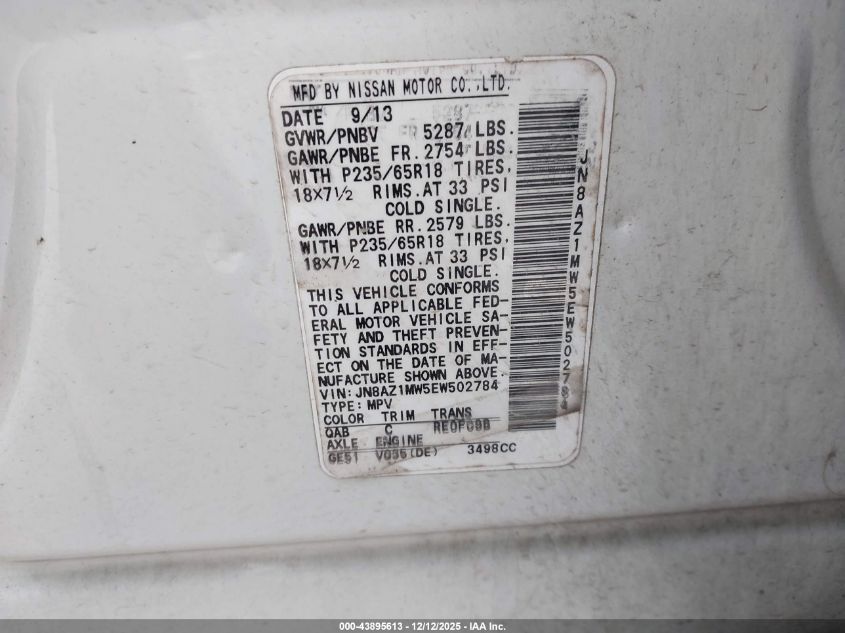 MFD BY NISSAN MOTOR CO.,LTD.
DATE 9/13
GVWR/PNBV 5287 LBS.
GAWR/PNBE FR. 2754 LBS.
WITH P235/65R18 TIRES,
18X7½ RIMS.AT 33 PSI
COLD SINGLE.
GAWR/PNBE RR. 2579 LBS.
WITH P235/65R18 TIRES,
18X7½ RIMS.AT 33 PSI
COLD SINGLE.
THIS VEHICLE CONFORMS
TO ALL APPLICABLE FED-
ERAL MOTOR VEHICLE SA-
FETY AND THEFT PREVEN-
TION STANDARDS IN EFF-
ECT ON THE DATE OF MA-
NUFACTURE SHOWN ABOVE.
VIN:JN8AZ1MW5EW502784
TYPE:MPV
COLOR TRIM TRANS
QAB C RE0F09B
AXLE ENGINE
GE51 VQ35(DE) 3498CC
JN8AZ1MW5EW502784
000-43895613 - 12/12/2025 - IAA Inc.